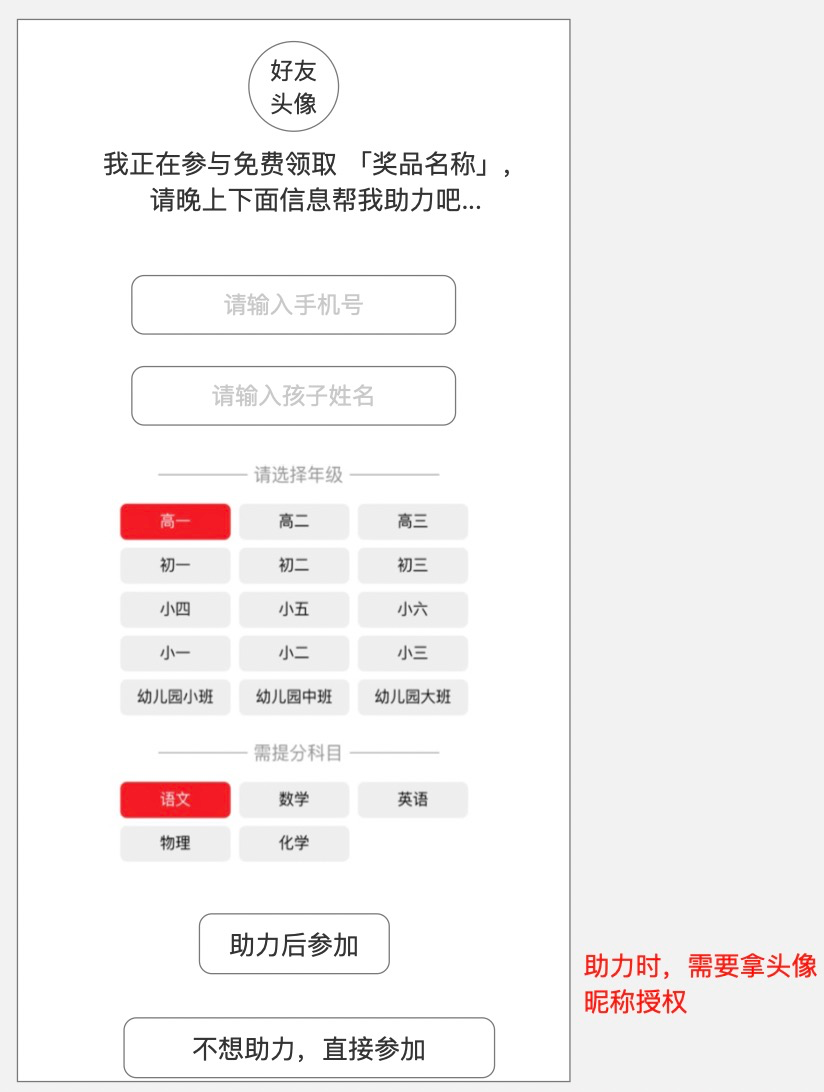 好友
头像
我正在参与免费领取 「奖品名称」，
请晚上下面信息帮我助力吧...
请输入手机号
请输入孩子姓名
请选择年级
高一 高二 高三
初一 初二 初三
小四 小五 小六
小一 小二 小三
幼儿园小班 幼儿园中班 幼儿园大班
需提分科目
语文 数学 英语
物理 化学
助力后参加
助力时，需要拿头像
昵称授权
不想助力，直接参加